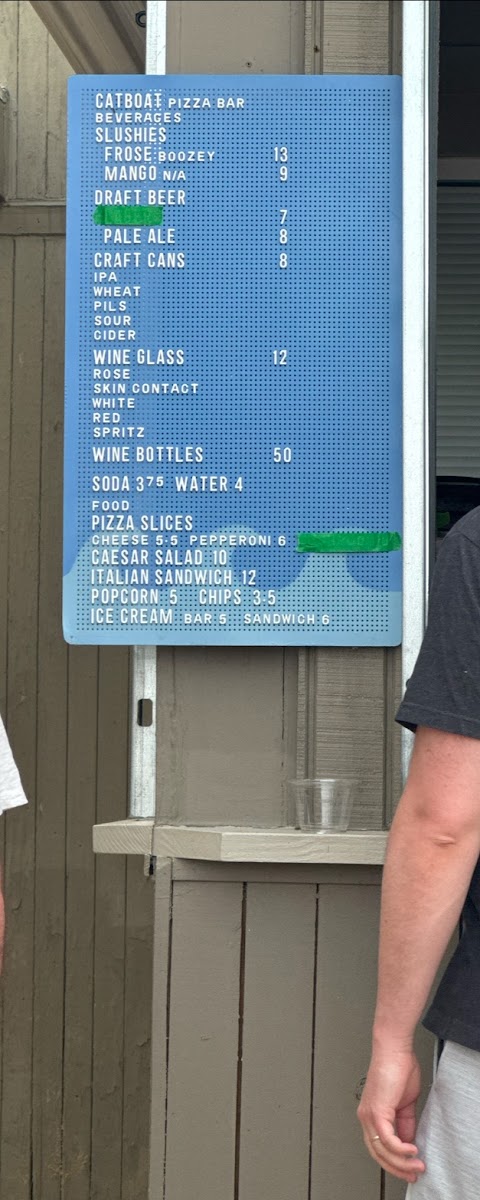 CATBOAT PIZZA BAR
BEVERAGES
SLUSHIES
FROSE BOOZEY 13
MANGO N/A 9
DRAFT BEER
7
PALE ALE 8
CRAFT CANS 8
IPA
WHEAT
PILS
SOUR
CIDER
WINE GLASS 12
ROSE
SKIN CONTACT
WHITE
RED
SPRITZ
WINE BOTTLES 50
SODA 3.75 WATER 4
FOOD
PIZZA SLICES
CHEESE 5.5 PEPPERONI 6
CAESAR SALAD 10
ITALIAN SANDWICH 12
POPCORN 5 CHIPS 3.5
ICE CREAM BAR 5 SANDWICH 6